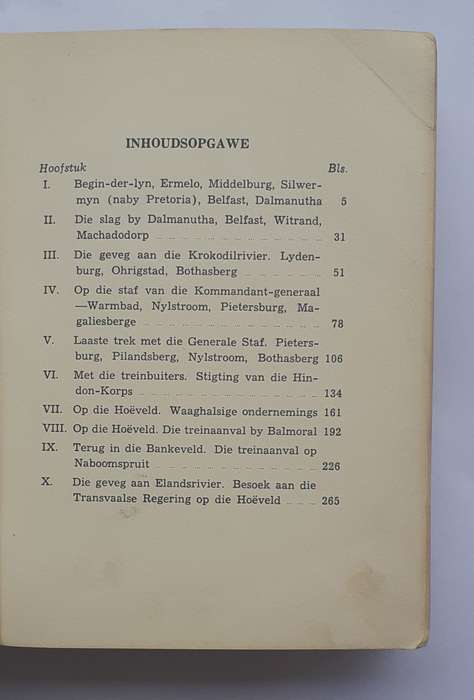 INHOUDSOPGAWE
Hoofstuk Bls.
I. Begin-der-lyn, Ermelo, Middelburg, Silwer-
myn (naby Pretoria), Belfast, Dalmanutha 5
II. Die slag by Dalmanutha, Belfast, Witrand,
Machadodorp 31
III. Die geveg aan die Krokodilrivier. Lyden-
burg, Ohrigstad, Bothasberg 51
IV. Op die staf van die Kommandant-generaal
—Warmbad, Nylstroom, Pietersburg, Ma-
galiesberge 78
V. Laaste trek met die Generale Staf. Pieters-
burg, Pilandsberg, Nylstroom, Bothasberg 106
VI. Met die treinbuiters. Stigting van die Hin-
don-Korps 134
VII. Op die Hoëveld. Waaghalsige ondernemings 161
VIII. Op die Hoëveld. Die treinaanval by Balmoral 192
IX. Terug in die Bankeveld. Die treinaanval op
Naboomspruit 226
X. Die geveg aan Elandsrivier. Besoek aan die
Transvaalse Regering op die Hoëveld 265